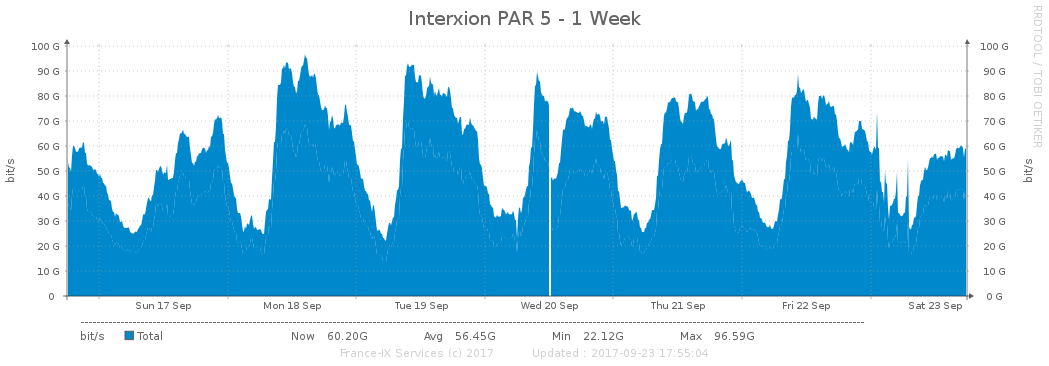 Interxion PAR 5 - 1 Week
RRDTOOL / TOBI OETIKER
bit/s
bit/s
100 G 100 G
90 G 90 G
80 G 80 G
70 G 70 G
60 G 60 G
50 G 50 G
40 G 40 G
30 G 30 G
20 G 20 G
10 G 10 G
0 0 G
Sun 17 Sep Mon 18 Sep Tue 19 Sep Wed 20 Sep Thu 21 Sep Fri 22 Sep Sat 23 Sep
bit/s Total Now 60.20G Avg 56.45G Min 22.12G Max 96.59G
France-IX Services (c) 2017 Updated : 2017-09-23 17:55:04